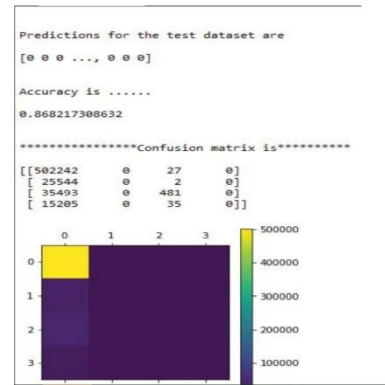 Predictions for the test dataset are
[0 0 0 ..., 0 0 0]
Accuracy is ......
0.868217308632
****************Confusion matrix is**********
[[502242 0 27 0]
[ 25544 0 2 0]
[ 35493 0 481 0]
[ 15205 0 35 0]]
0 1 2 3
0
1
2
3
500000
400000
300000
200000
100000